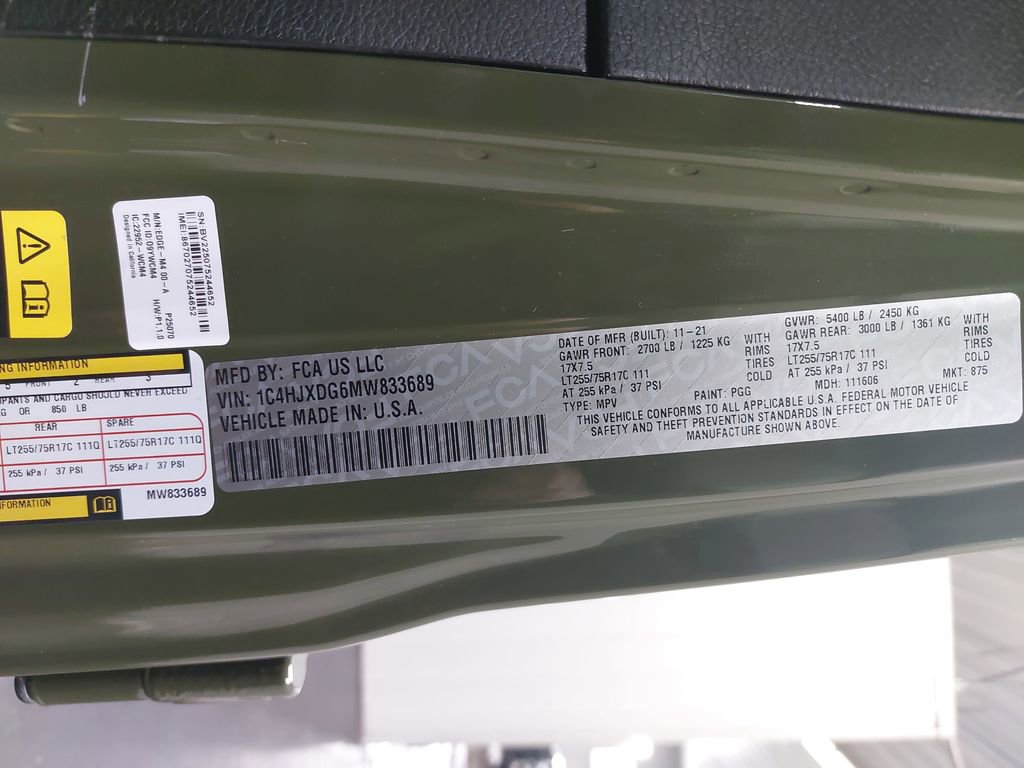 SN:BV225075244652
IMEI:867027075244652
M/N:EDGE-M4 00-A P25070
FCC ID:O9YWCM4 H/W:P1.1.0
IC:22952-WCM4
Designed in California
NG INFORMATION
5 FRONT 2 REAR 3
PANTS AND CARGO SHOULD NEVER EXCEED
KG OR 850 LB
REAR SPARE
LT255/75R17C 111Q LT255/75R17C 111Q
255 kPa / 37 PSI 255 kPa / 37 PSI
MW833689
FORMATION
MFD BY: FCA US LLC
VIN: 1C4HJXDG6MW833689
VEHICLE MADE IN: U.S.A.
DATE OF MFR (BUILT): 11-21 GVWR: 5400 LB / 2450 KG
GAWR FRONT: 2700 LB / 1225 KG WITH GAWR REAR: 3000 LB / 1361 KG WITH
17X7.5 RIMS 17X7.5 RIMS
LT255/75R17C 111 TIRES LT255/75R17C 111 TIRES
AT 255 kPa / 37 PSI COLD AT 255 kPa / 37 PSI COLD
TYPE: MPV PAINT: PGG MDH: 111606 MKT: 875
THIS VEHICLE CONFORMS TO ALL APPLICABLE U.S.A. FEDERAL MOTOR VEHICLE
SAFETY AND THEFT PREVENTION STANDARDS IN EFFECT ON THE DATE OF
MANUFACTURE SHOWN ABOVE.